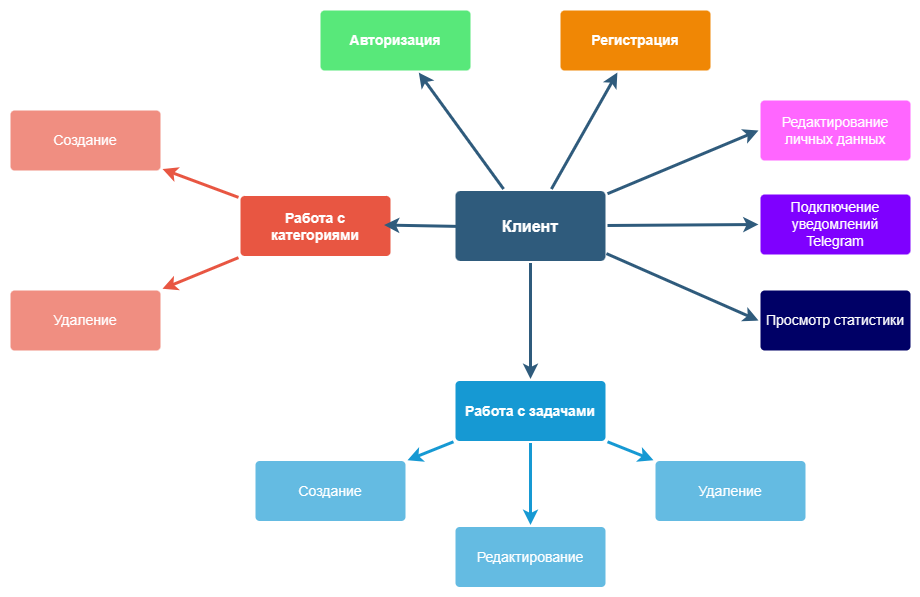 Авторизация
Регистрация
Создание
Редактирование
личных данных
Работа с
категориями
Клиент
Подключение
уведомлений
Telegram
Удаление
Просмотр статистики
Работа с задачами
Создание
Удаление
Редактирование